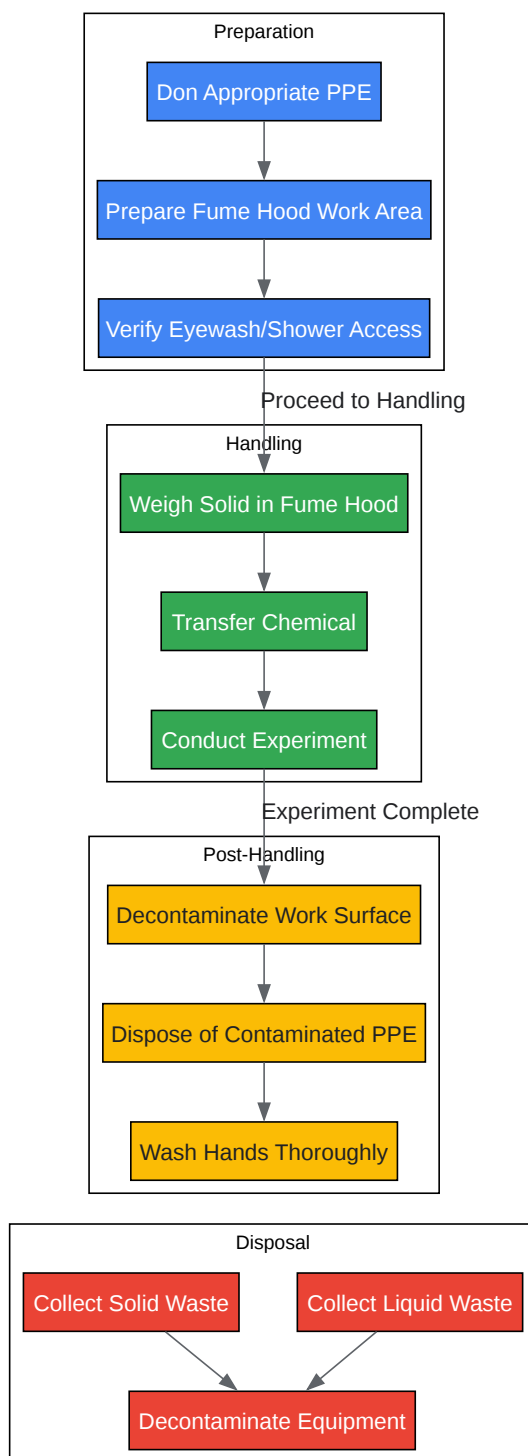 Preparation
Don Appropriate PPE
Prepare Fume Hood Work Area
Verify Eyewash/Shower Access
Proceed to Handling
Handling
Weigh Solid in Fume Hood
Transfer Chemical
Conduct Experiment
Experiment Complete
Post-Handling
Decontaminate Work Surface
Dispose of Contaminated PPE
Wash Hands Thoroughly
Disposal
Collect Solid Waste
Collect Liquid Waste
Decontaminate Equipment